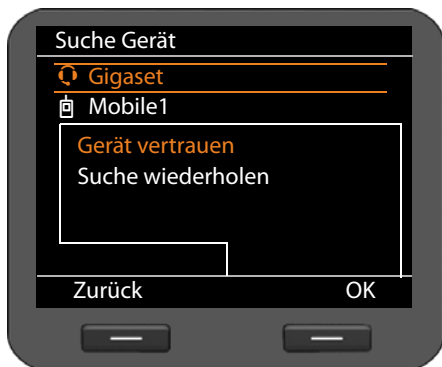 Suche Gerät
Gigaset
Mobile1
Gerät vertrauen
Suche wiederholen
Zurück OK